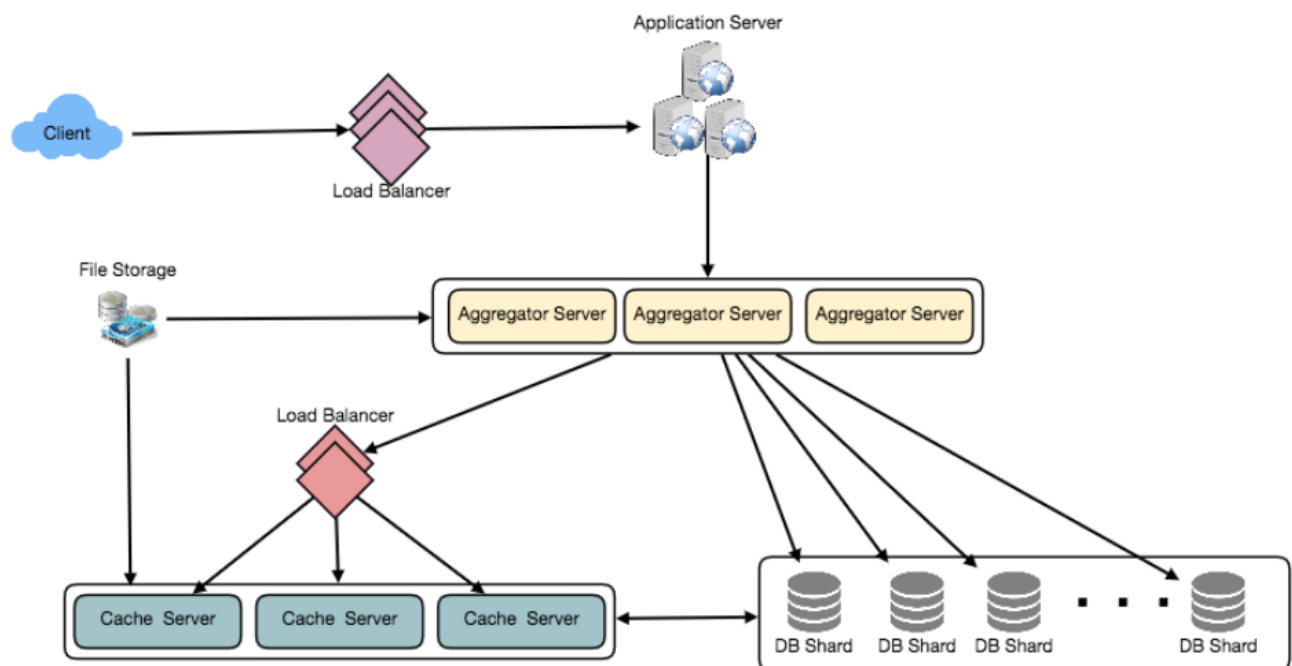 Application Server
Client
Load Balancer
File Storage
Aggregator Server
Aggregator Server
Aggregator Server
Load Balancer
Cache Server
Cache Server
Cache Server
DB Shard
DB Shard
DB Shard
DB Shard